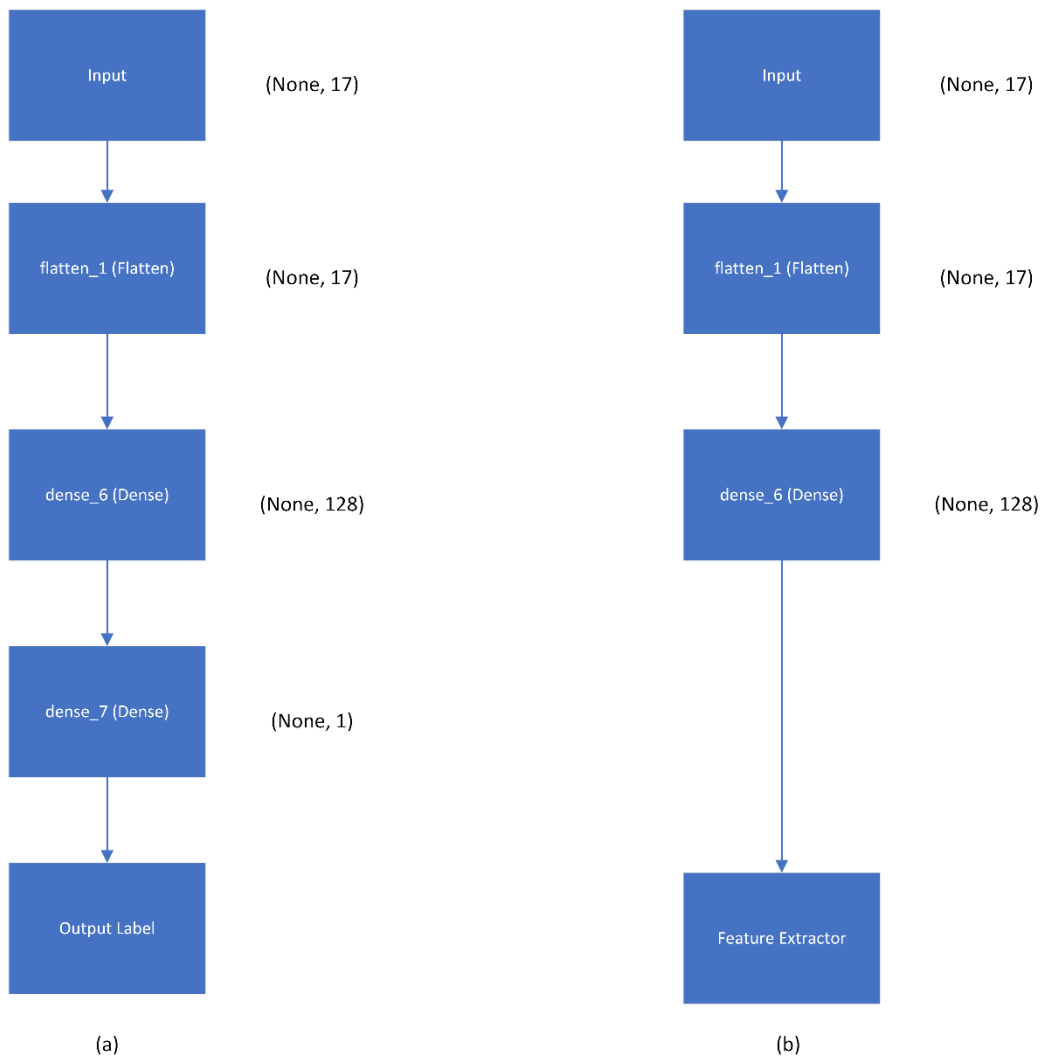 Input
(None, 17)
flatten_1 (Flatten)
(None, 17)
dense_6 (Dense)
(None, 128)
dense_7 (Dense)
(None, 1)
Output Label
(a)
Input
(None, 17)
flatten_1 (Flatten)
(None, 17)
dense_6 (Dense)
(None, 128)
Feature Extractor
(b)